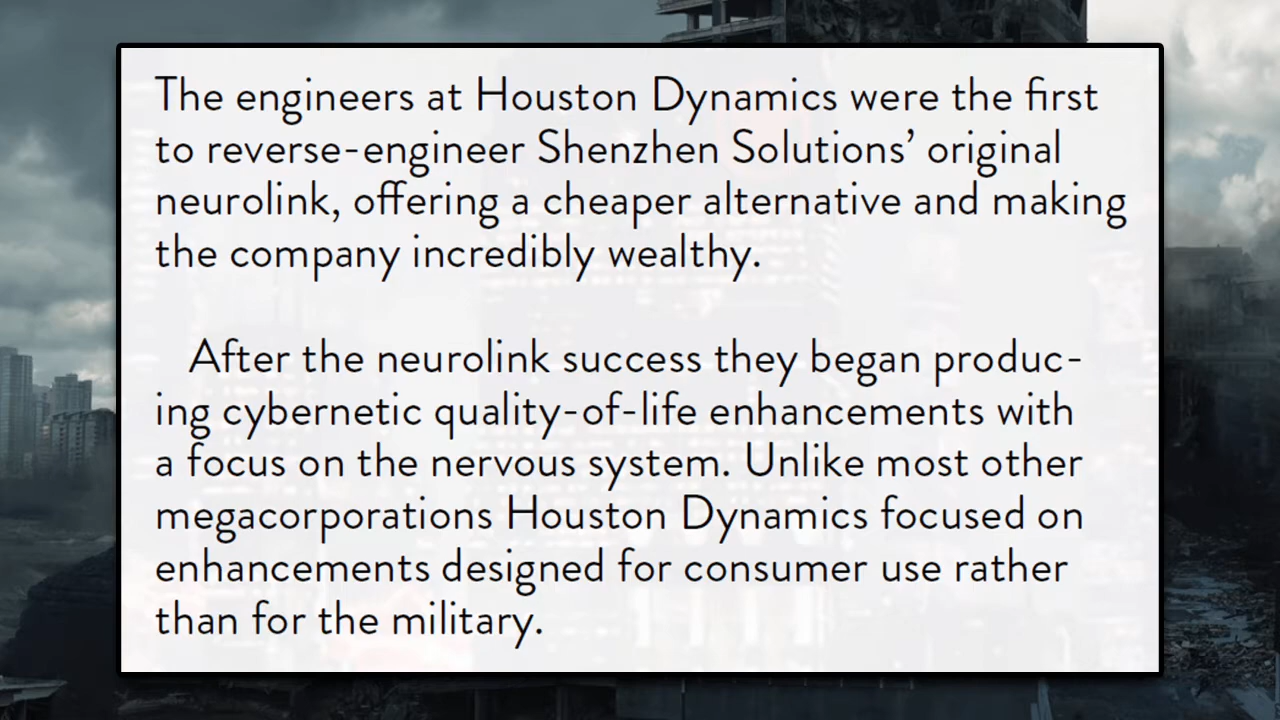 The engineers at Houston Dynamics were the first
to reverse-engineer Shenzhen Solutions’ original
neurolink, offering a cheaper alternative and making
the company incredibly wealthy.
After the neurolink success they began produc-
ing cybernetic quality-of-life enhancements with
a focus on the nervous system. Unlike most other
megacorporations Houston Dynamics focused on
enhancements designed for consumer use rather
than for the military.